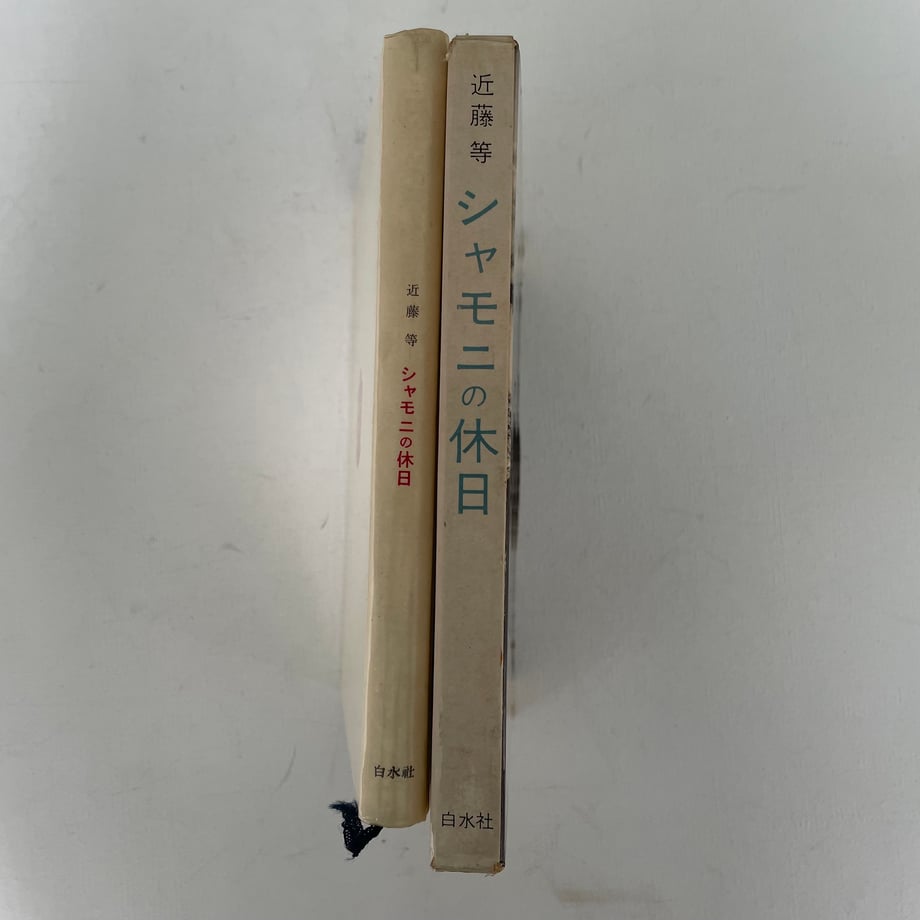 近藤 等
シャモニの休日
白水社
近藤 等
シャモニの休日
白水社